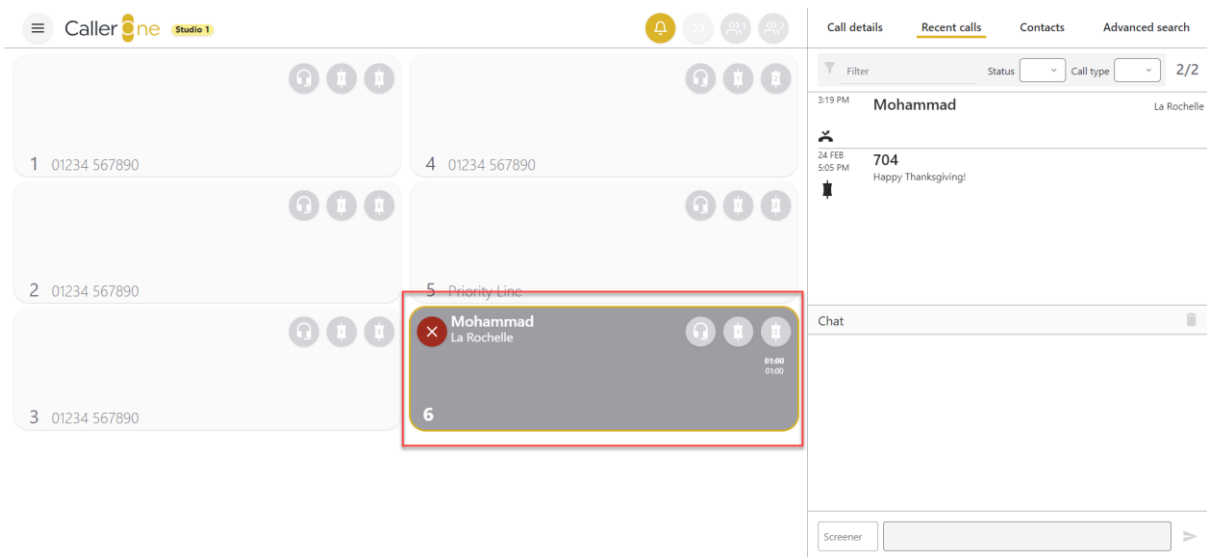 Caller One Studio 1
1 2
1 01234 567890
4 01234 567890
2 01234 567890
5 Priority Line
3 01234 567890
Mohammad
La Rochelle
01:00
01:00
6
Call details Recent calls Contacts Advanced search
Filter Status Call type 2/2
3:19 PM Mohammad La Rochelle
24 FEB
5:05 PM
704
Happy Thanksgiving!
Chat
Screener